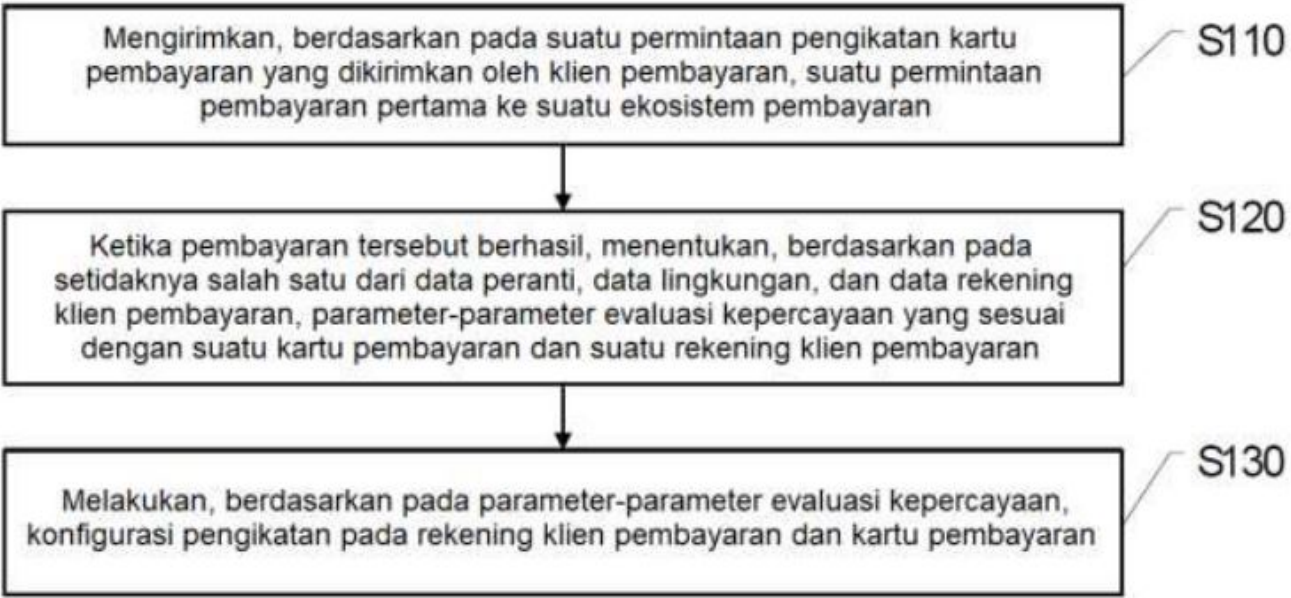 Mengirimkan, berdasarkan pada suatu permintaan pengikatan kartu
pembayaran yang dikirimkan oleh klien pembayaran, suatu permintaan
pembayaran pertama ke suatu ekosistem pembayaran
S110
Ketika pembayaran tersebut berhasil, menentukan, berdasarkan pada
setidaknya salah satu dari data peranti, data lingkungan, dan data rekening
klien pembayaran, parameter-parameter evaluasi kepercayaan yang sesuai
dengan suatu kartu pembayaran dan suatu rekening klien pembayaran
S120
Melakukan, berdasarkan pada parameter-parameter evaluasi kepercayaan,
konfigurasi pengikatan pada rekening klien pembayaran dan kartu pembayaran
S130